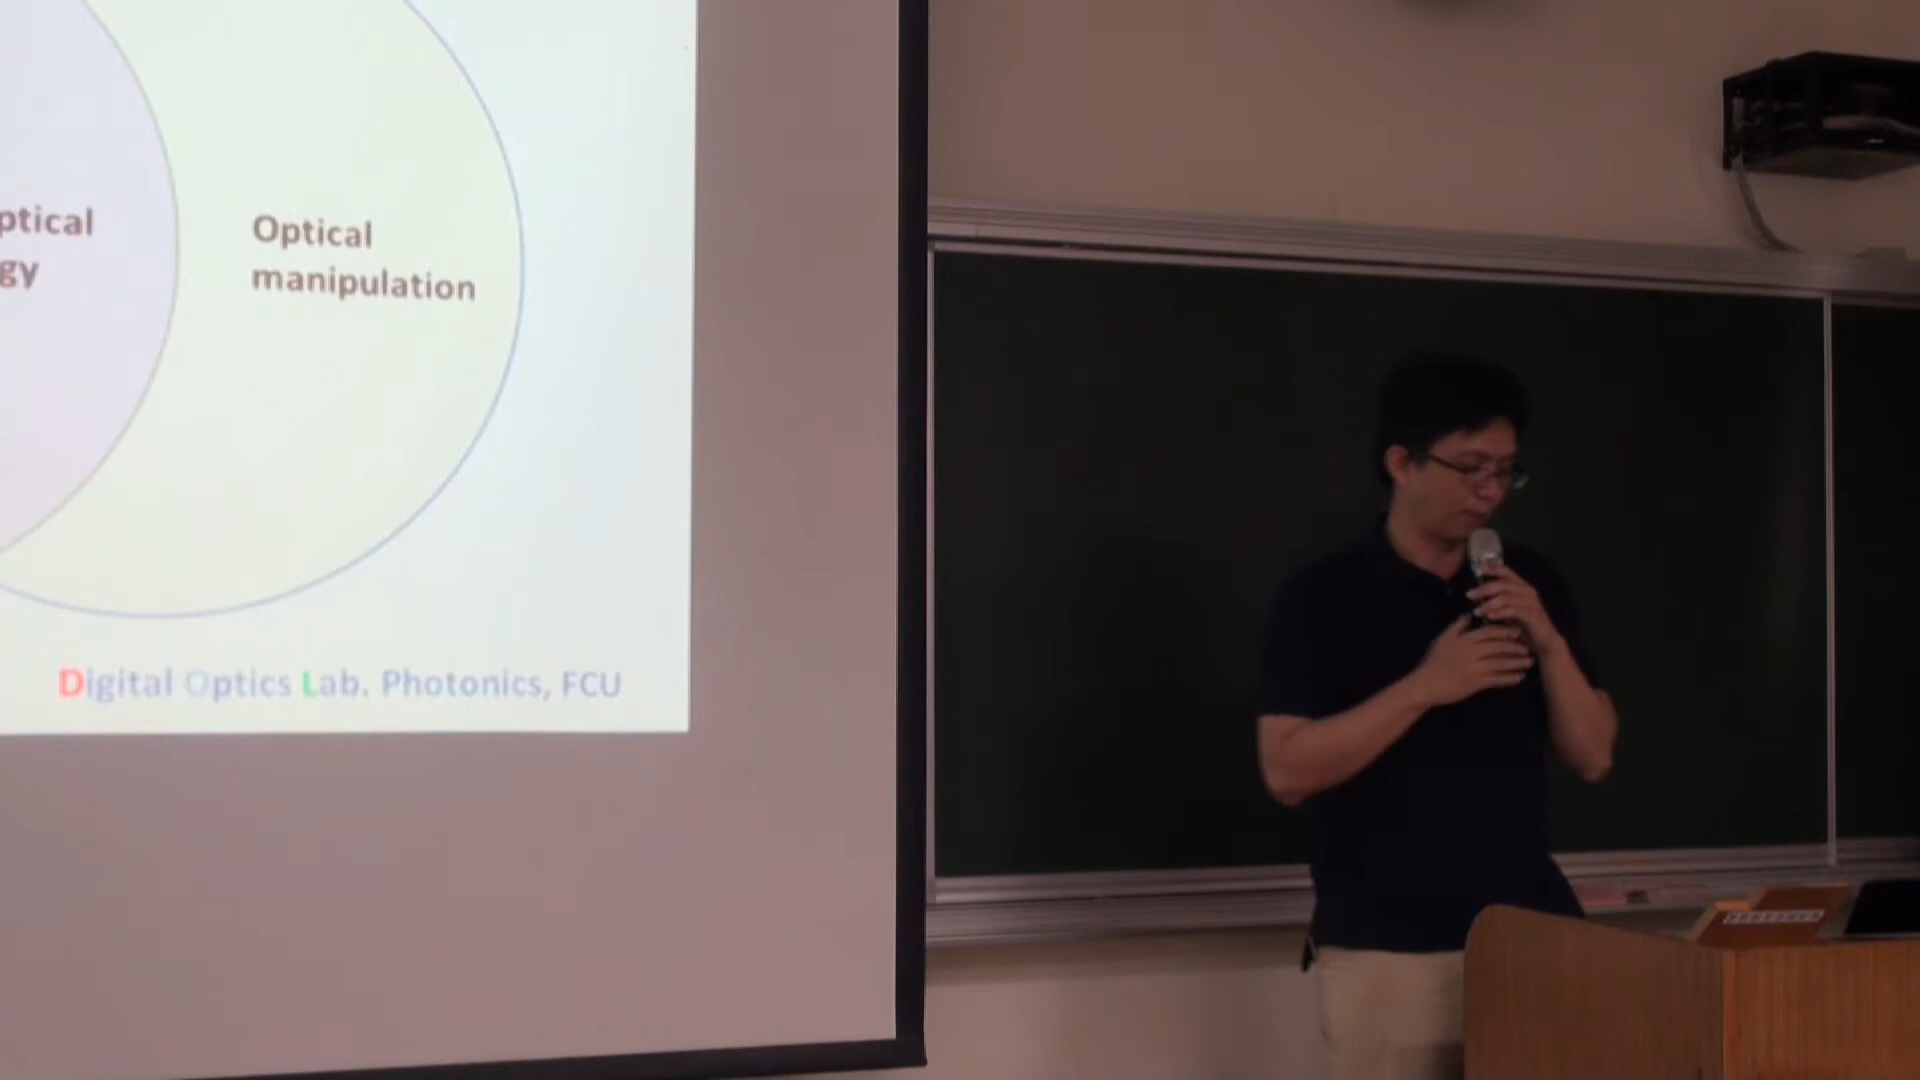 ptical
gy
Optical
manipulation
Digital Optics Lab. Photonics, FCU